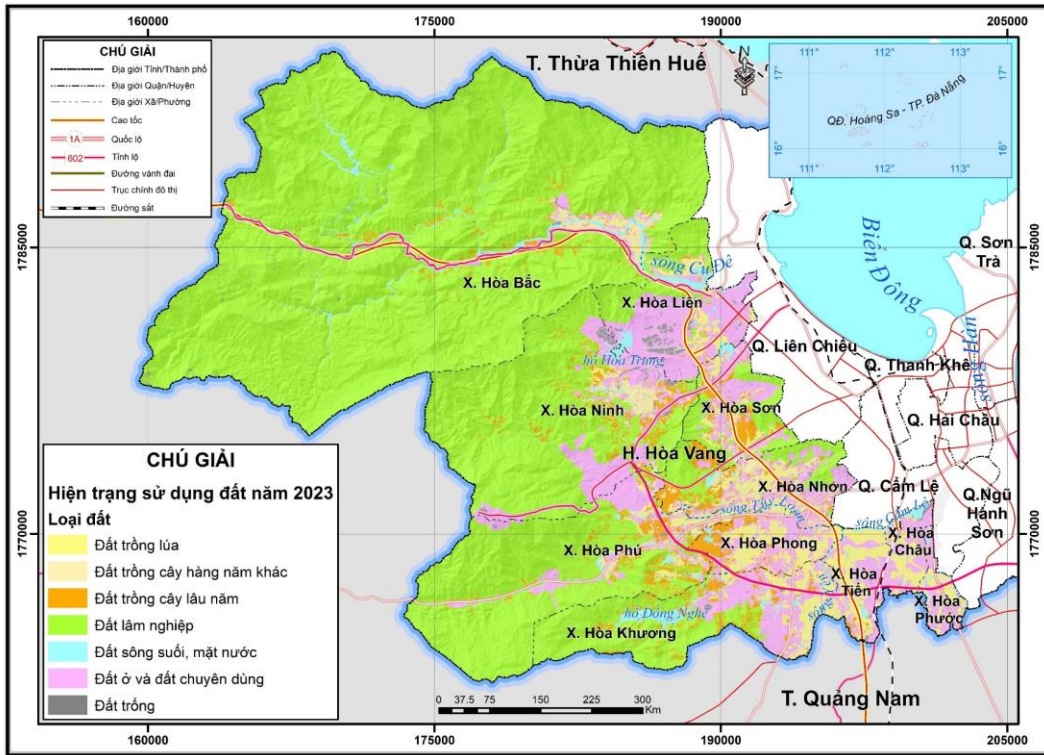 160000
175000
190000
205000
CHÚ GIẢI
Địa giới Tỉnh/Thành phố
Địa giới Quận/Huyện
Địa giới Xã/Phường
Cao tốc
1A
Quốc lộ
602
Tỉnh lộ
Đường vành đai
Trục chính đô thị
Đường sắt
T. Thừa Thiên Huế
N
111°
112°
113°
17°
17°
QĐ. Hoàng Sa - TP. Đà Nẵng
16°
16°
111°
112°
113°
1785000
1785000
Biển Đông
Q. Sơn
Trà
sông Cu Đê
X. Hòa Bắc
X. Hòa Liên
Q. Liên Chiểu
sông Hàn
hồ Hòa Trung
Q. Thanh Khê
X. Hòa Ninh
X. Hòa Sơn
Q. Hải Châu
H. Hòa Vang
X. Hòa Nhơn
Q. Cẩm Lệ
Q.Ngũ
Hành
Sơn
sông Túy Loan
sông Cẩm Lệ
1770000
1770000
X. Hòa Phú
X. Hòa Phong
X. Hòa
Châu
X. Hòa
Tiến
sông
X. Hòa
Phước
hồ Đồng Nghệ
X. Hòa Khương
CHÚ GIẢI
Hiện trạng sử dụng đất năm 2023
Loại đất
Đất trồng lúa
Đất trồng cây hàng năm khác
Đất trồng cây lâu năm
Đất lâm nghiệp
Đất sông suối, mặt nước
Đất ở và đất chuyên dùng
Đất trống
0 37.5 75 150 225 300
Km
T. Quảng Nam
160000
175000
190000
205000